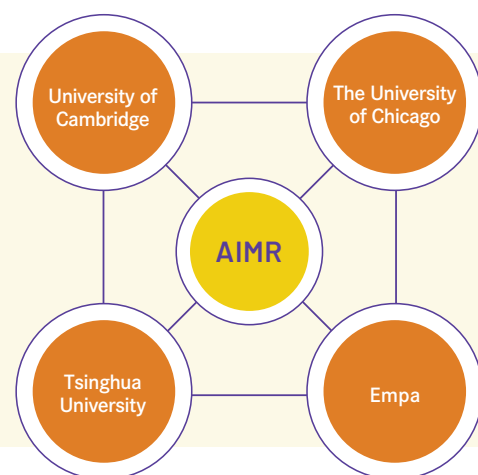 University of
Cambridge
The University
of Chicago
AIMR
Tsinghua
University
Empa